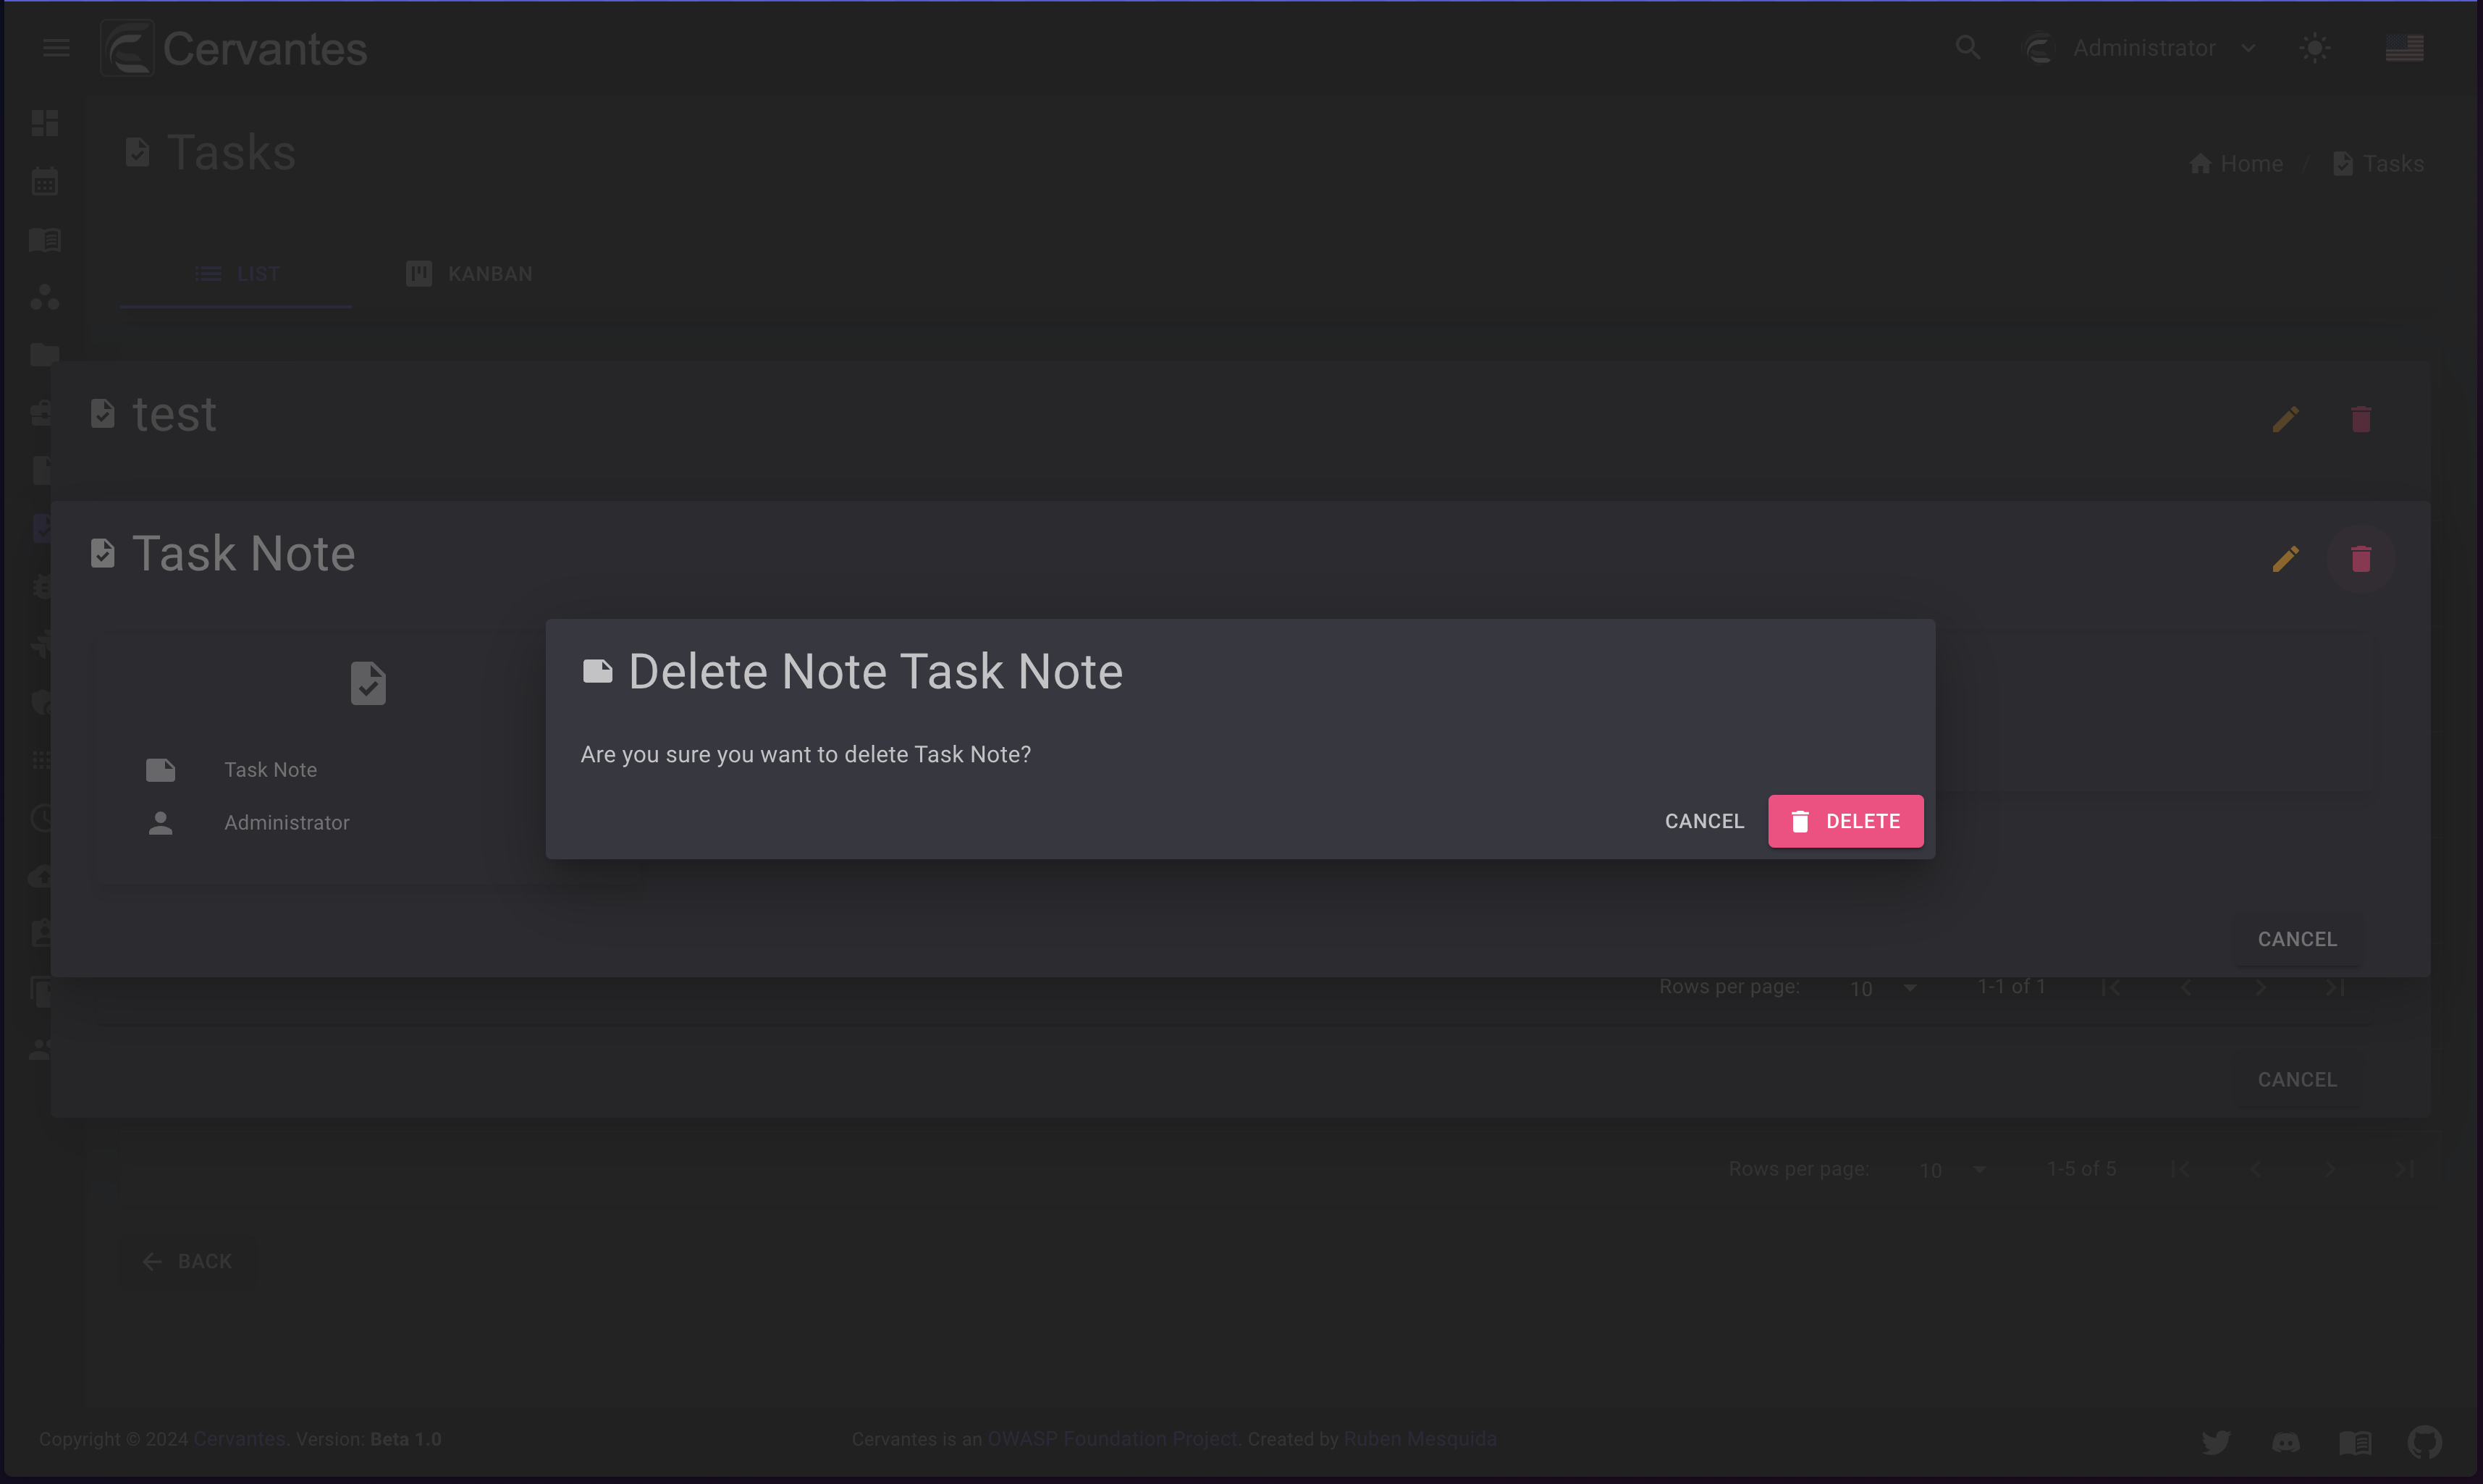 Cervantes
Administrator
Tasks
Home / Tasks
LIST
KANBAN
test
Task Note
Delete Note Task Note
Are you sure you want to delete Task Note?
CANCEL
DELETE
Task Note
Administrator
CANCEL
Rows per page: 10 1-1 of 1
CANCEL
Rows per page: 10 1-5 of 5
BACK
Copyright © 2024 Cervantes. Version: Beta 1.0
Cervantes is an OWASP Foundation Project. Created by Ruben Mesquida